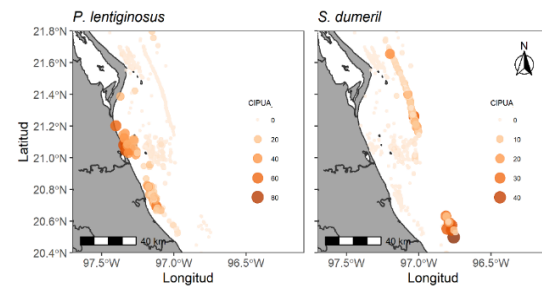 P. lentiginosus
S. dumeril
21.8°N
21.6°N
21.4°N
21.2°N
21.0°N
20.8°N
20.6°N
20.4°N
Latitud
CIPUA
0
20
40
60
80
40 km
97.5°W 97.0°W 96.5°W
Longitud
N
CIPUA
0
10
20
30
40
40 km
97.5°W 97.0°W 96.5°W
Longitud